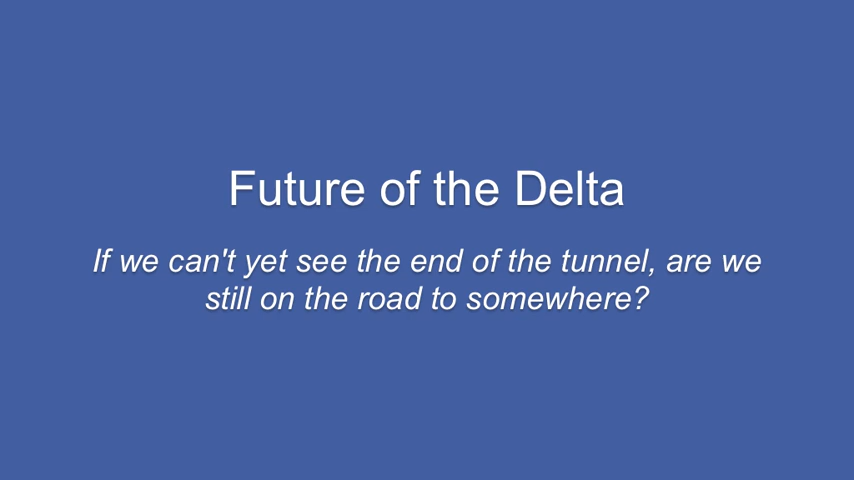 Future of the Delta
If we can't yet see the end of the tunnel, are we
still on the road to somewhere?